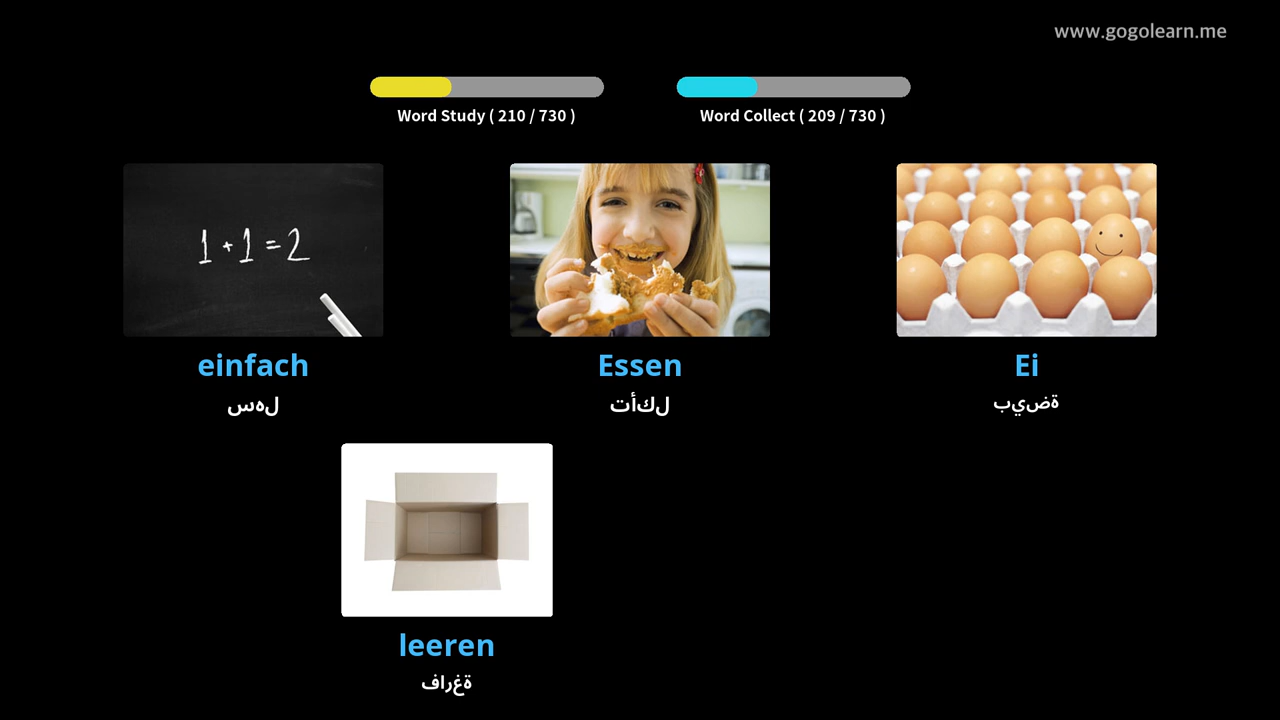 www.gogolearn.me
Word Study ( 210 / 730 )
Word Collect ( 209 / 730 )
einfach
لهس
Essen
لكأت
Ei
ةضيب
1 + 1 = 2
leeren
ةغراف